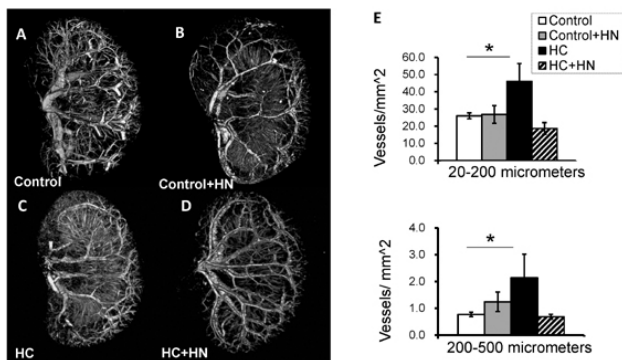 A
B
Control
Control+HN
C
D
HC
HC+HN
E
Control
Control+HN
HC
HC+HN
*
Vessels/mm^2
60.0
50.0
40.0
30.0
20.0
10.0
0.0
20-200 micrometers
*
Vessels/ mm^2
4.0
3.0
2.0
1.0
0.0
200-500 micrometers